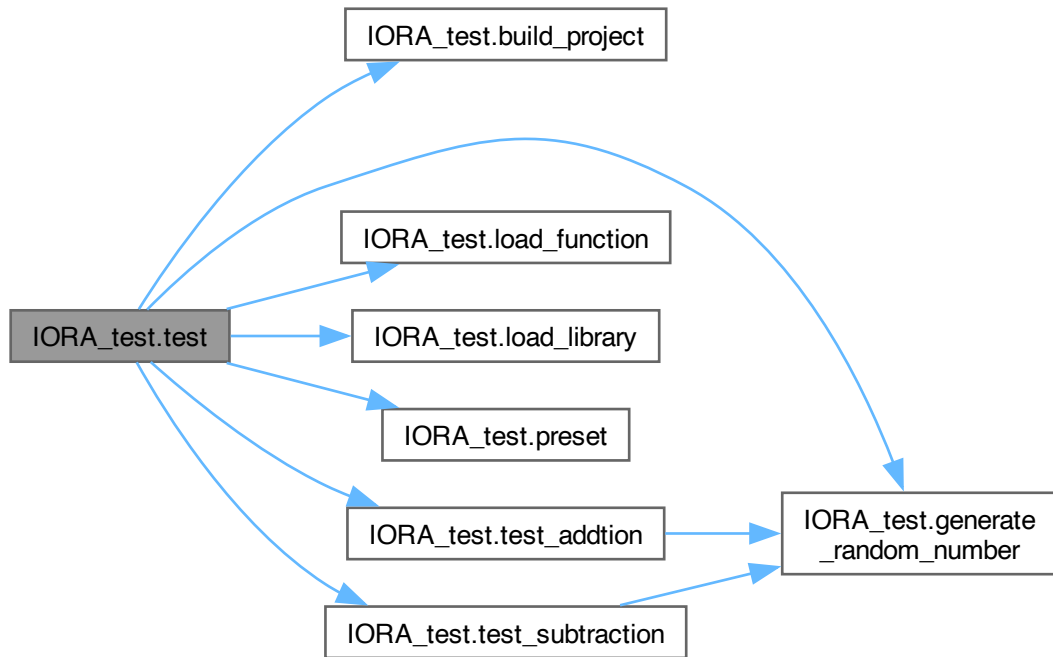 IORA_test.build_project
IORA_test.load_function
IORA_test.test
IORA_test.load_library
IORA_test.preset
IORA_test.test_addtion
IORA_test.generate
_random_number
IORA_test.test_subtraction